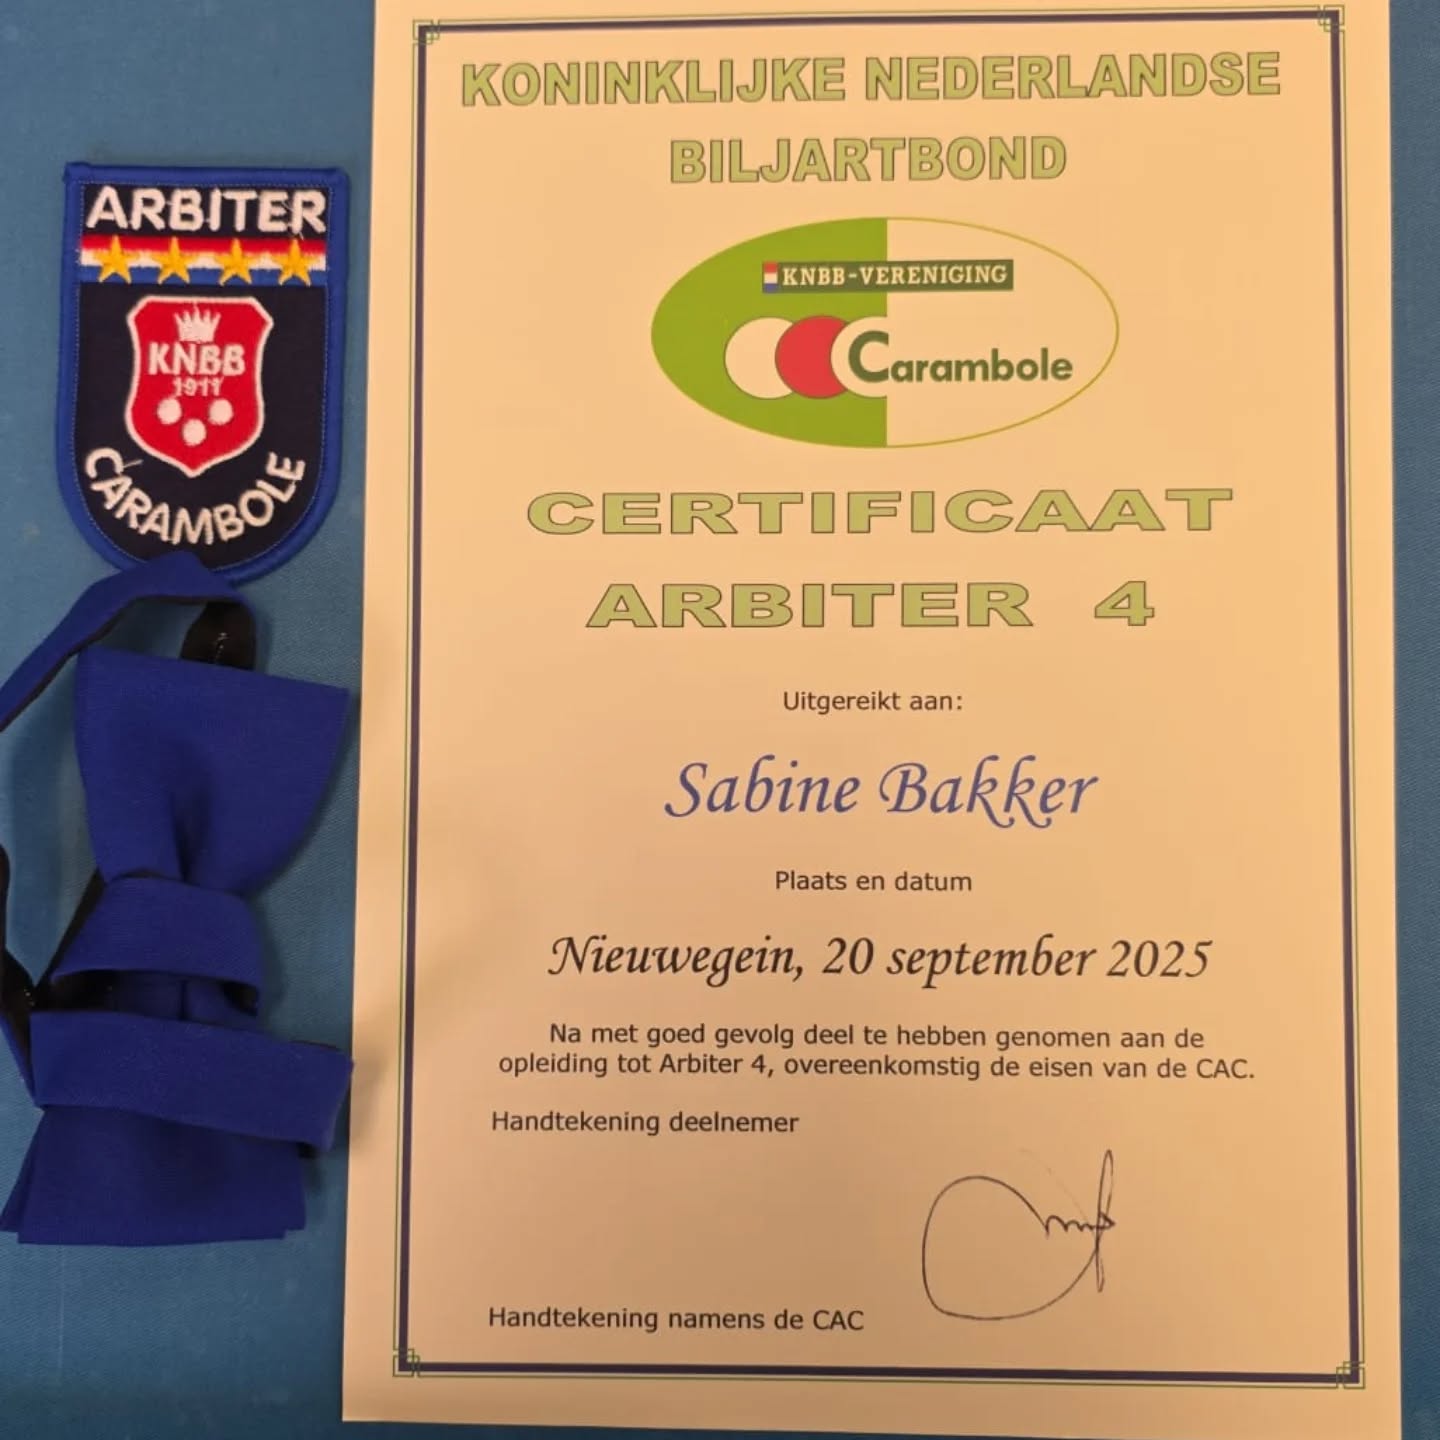 ARBITER
KNBB
1911
CARAMBOLE
KONINKLIJKE NEDERLANDSE
BILJARTBOND
KNBB-VERENIGING
Carambole
CERTIFICAAT
ARBITER 4
Uitgereikt aan:
Sabine Bakker
Plaats en datum
Nieuwegein, 20 september 2025
Na met goed gevolg deel te hebben genomen aan de
opleiding tot Arbiter 4, overeenkomstig de eisen van de CAC.
Handtekening deelnemer
Handtekening namens de CAC